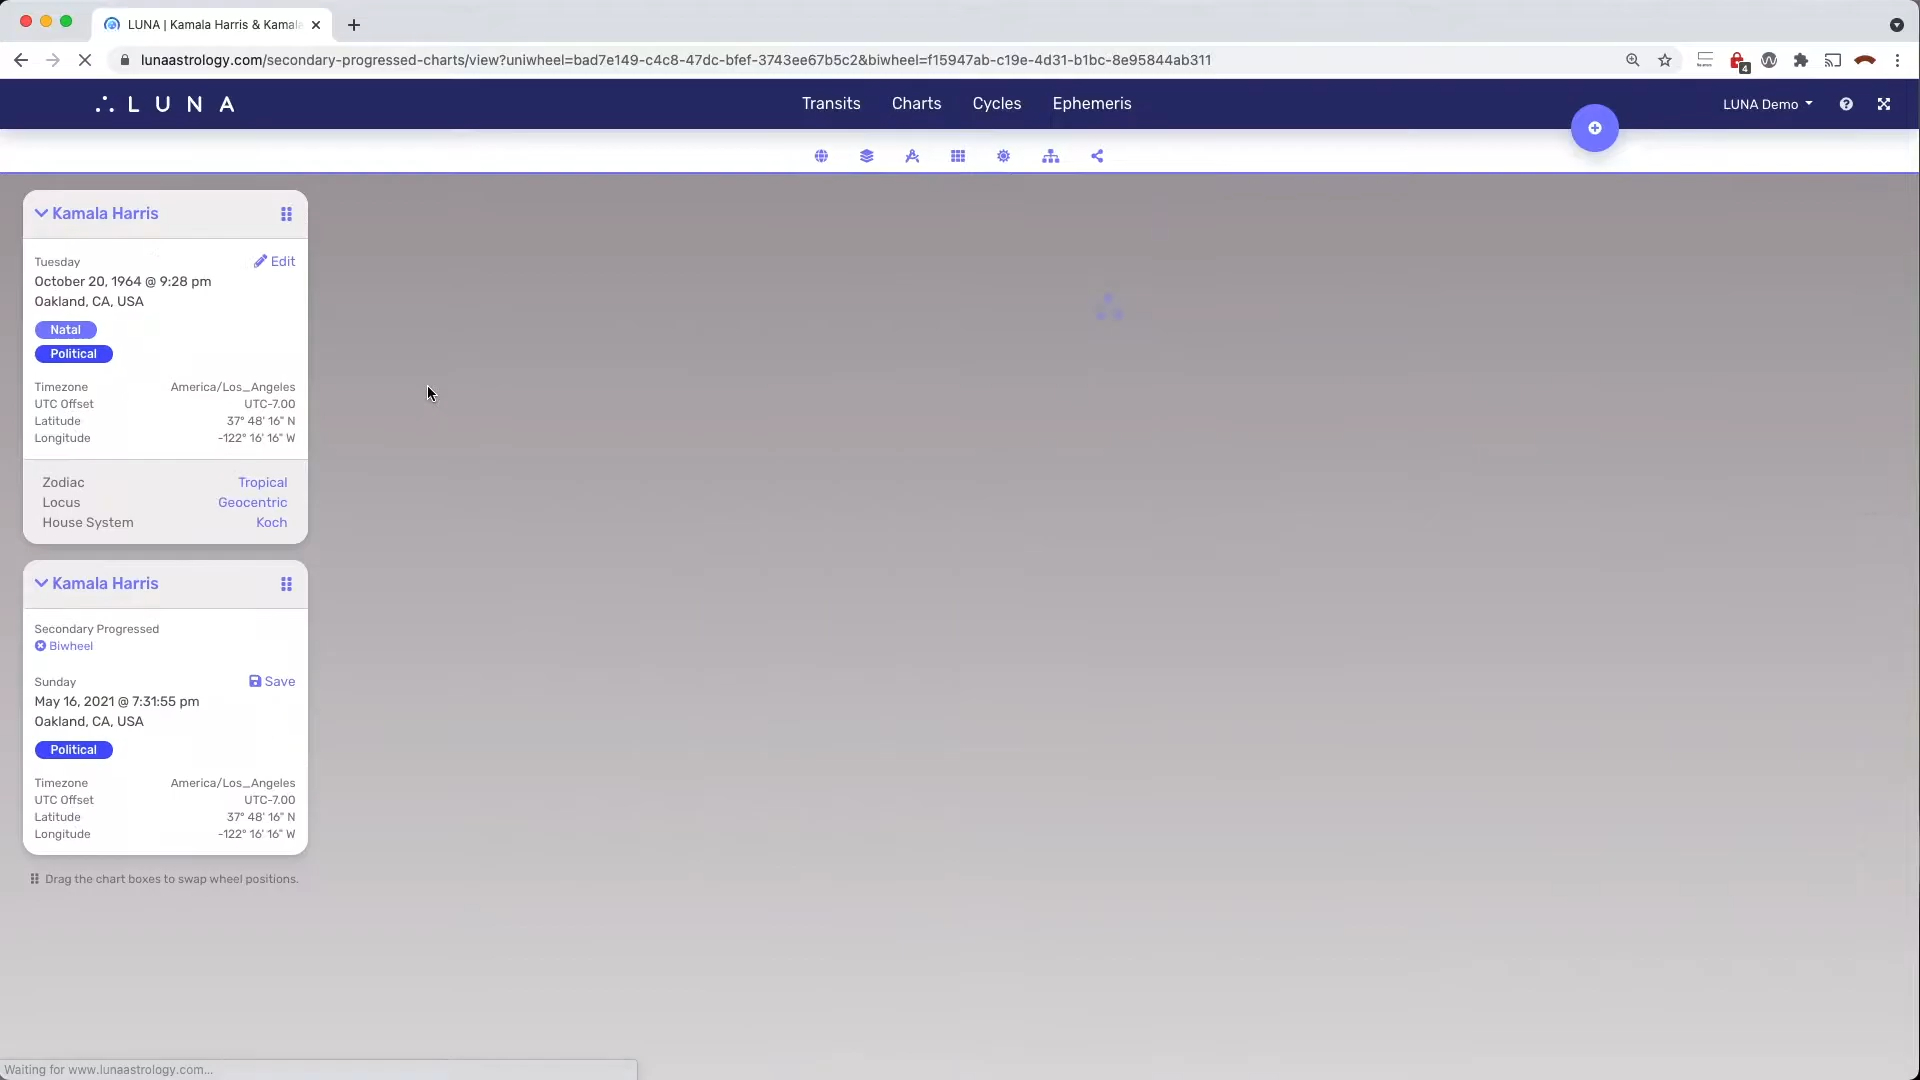 LUNA | Kamala Harris & Kamala
lunaastrology.com/secondary-progressed-charts/view?uniwheel=bad7e149-c4c8-47dc-bfef-3743ee67b5c2&biwheel=f15947ab-c19e-4d31-b1bc-8e95844ab311
4
LUNA
Transits
Charts
Cycles
Ephemeris
LUNA Demo
Kamala Harris
Tuesday
Edit
October 20, 1964 @ 9:28 pm
Oakland, CA, USA
Natal
Political
Timezone America/Los_Angeles
UTC Offset UTC-7.00
Latitude 37° 48' 16" N
Longitude -122° 16' 16" W
Zodiac Tropical
Locus Geocentric
House System Koch
Kamala Harris
Secondary Progressed
Biwheel
Sunday
Save
May 16, 2021 @ 7:31:55 pm
Oakland, CA, USA
Political
Timezone America/Los_Angeles
UTC Offset UTC-7.00
Latitude 37° 48' 16" N
Longitude -122° 16' 16" W
Drag the chart boxes to swap wheel positions.
Waiting for www.lunaastrology.com...